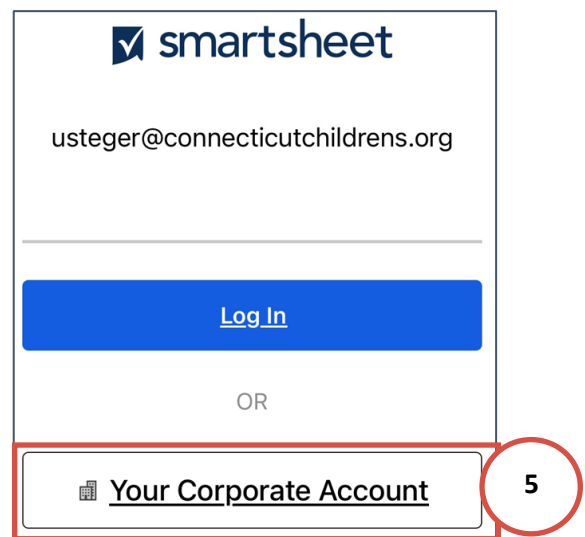 smartsheet
usteger@connecticutchildrens.org
Log In
OR
Your Corporate Account
5